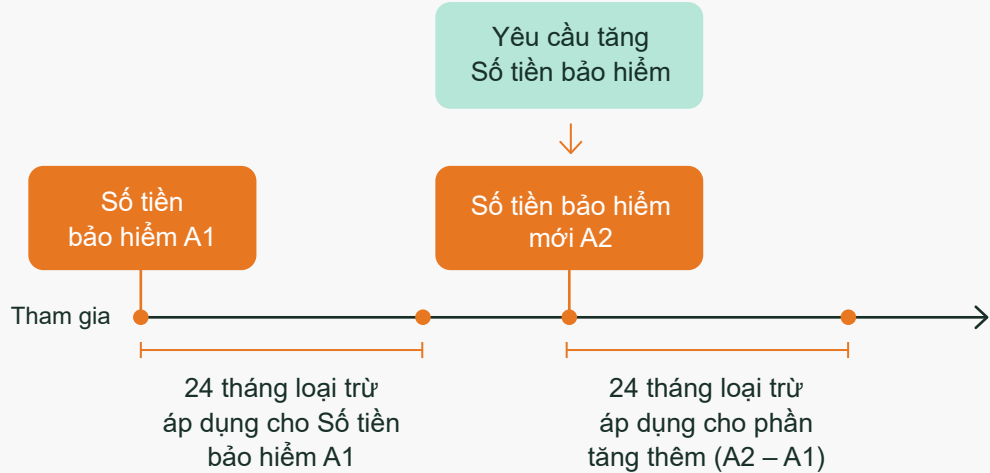 Yêu cầu tăng
Số tiền bảo hiểm
Số tiền
bảo hiểm A1
Số tiền bảo hiểm
mới A2
Tham gia
24 tháng loại trừ
áp dụng cho Số tiền
bảo hiểm A1
24 tháng loại trừ
áp dụng cho phần
tăng thêm (A2 – A1)